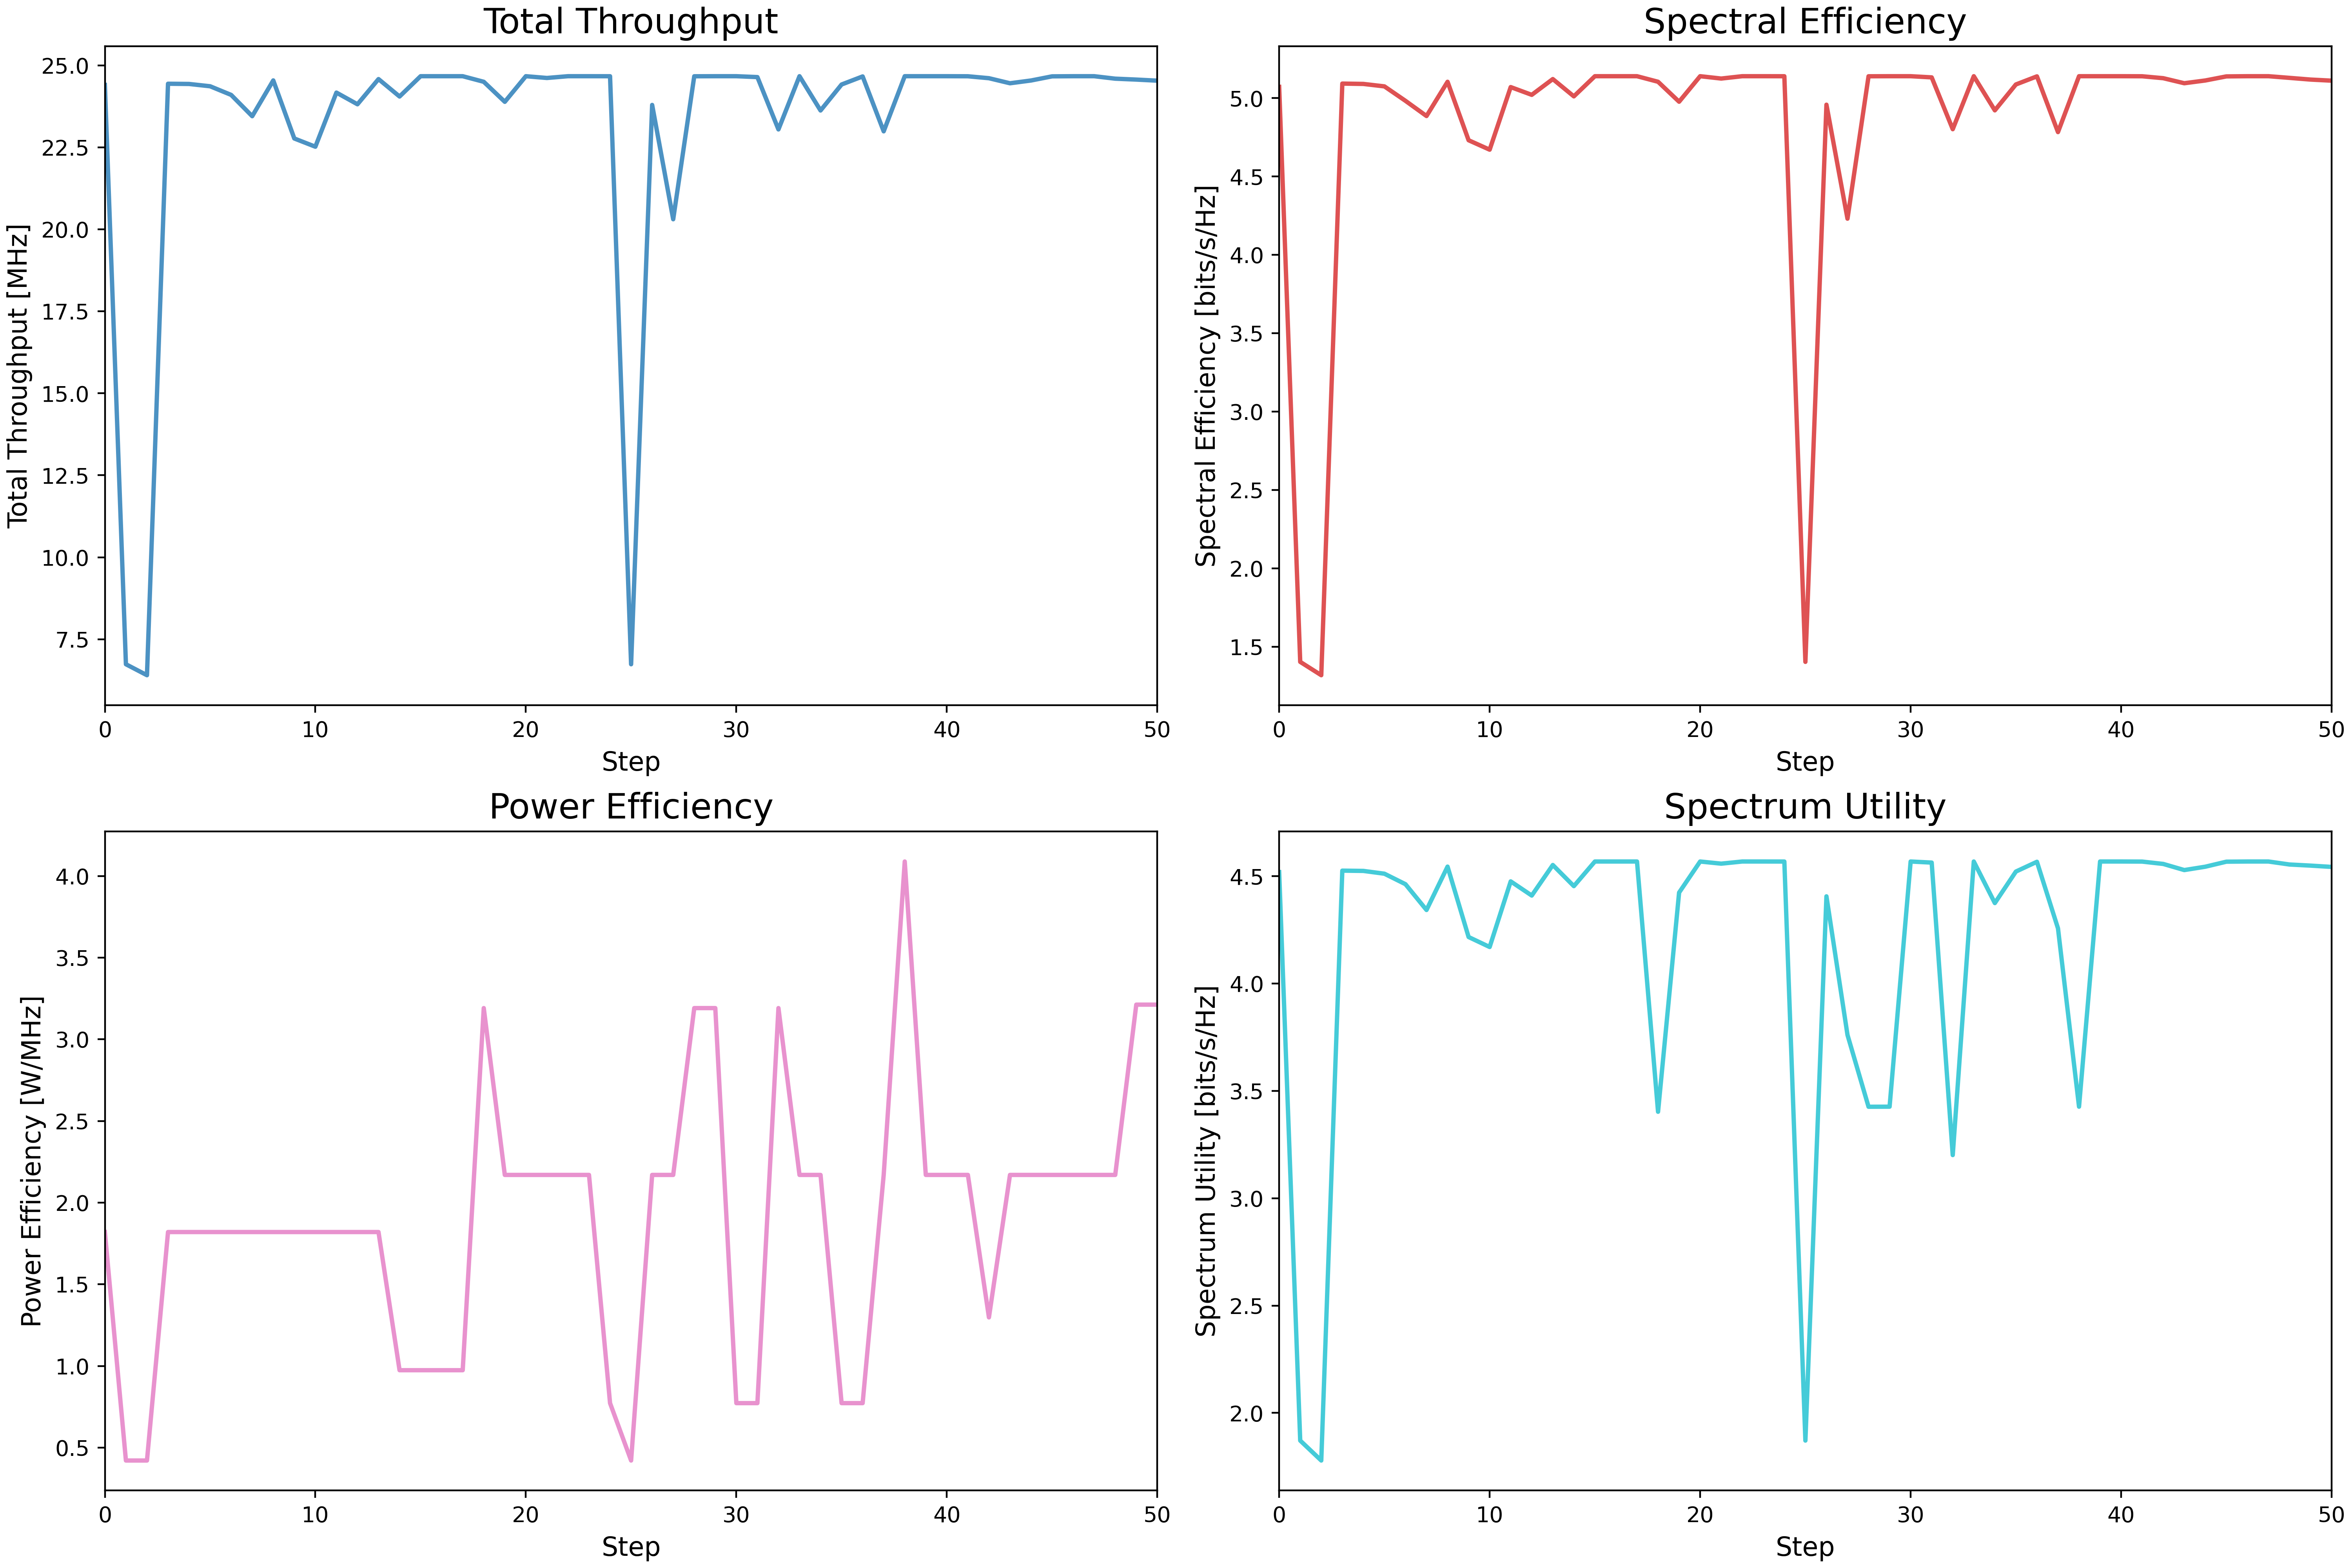 Total Throughput
Total Throughput [MHz]
25.0
22.5
20.0
17.5
15.0
12.5
10.0
7.5
0 10 20 30 40 50
Step
Spectral Efficiency
Spectral Efficiency [bits/s/Hz]
5.0
4.5
4.0
3.5
3.0
2.5
2.0
1.5
0 10 20 30 40 50
Step
Power Efficiency
Power Efficiency [W/MHz]
4.0
3.5
3.0
2.5
2.0
1.5
1.0
0.5
0 10 20 30 40 50
Step
Spectrum Utility
Spectrum Utility [bits/s/Hz]
4.5
4.0
3.5
3.0
2.5
2.0
0 10 20 30 40 50
Step